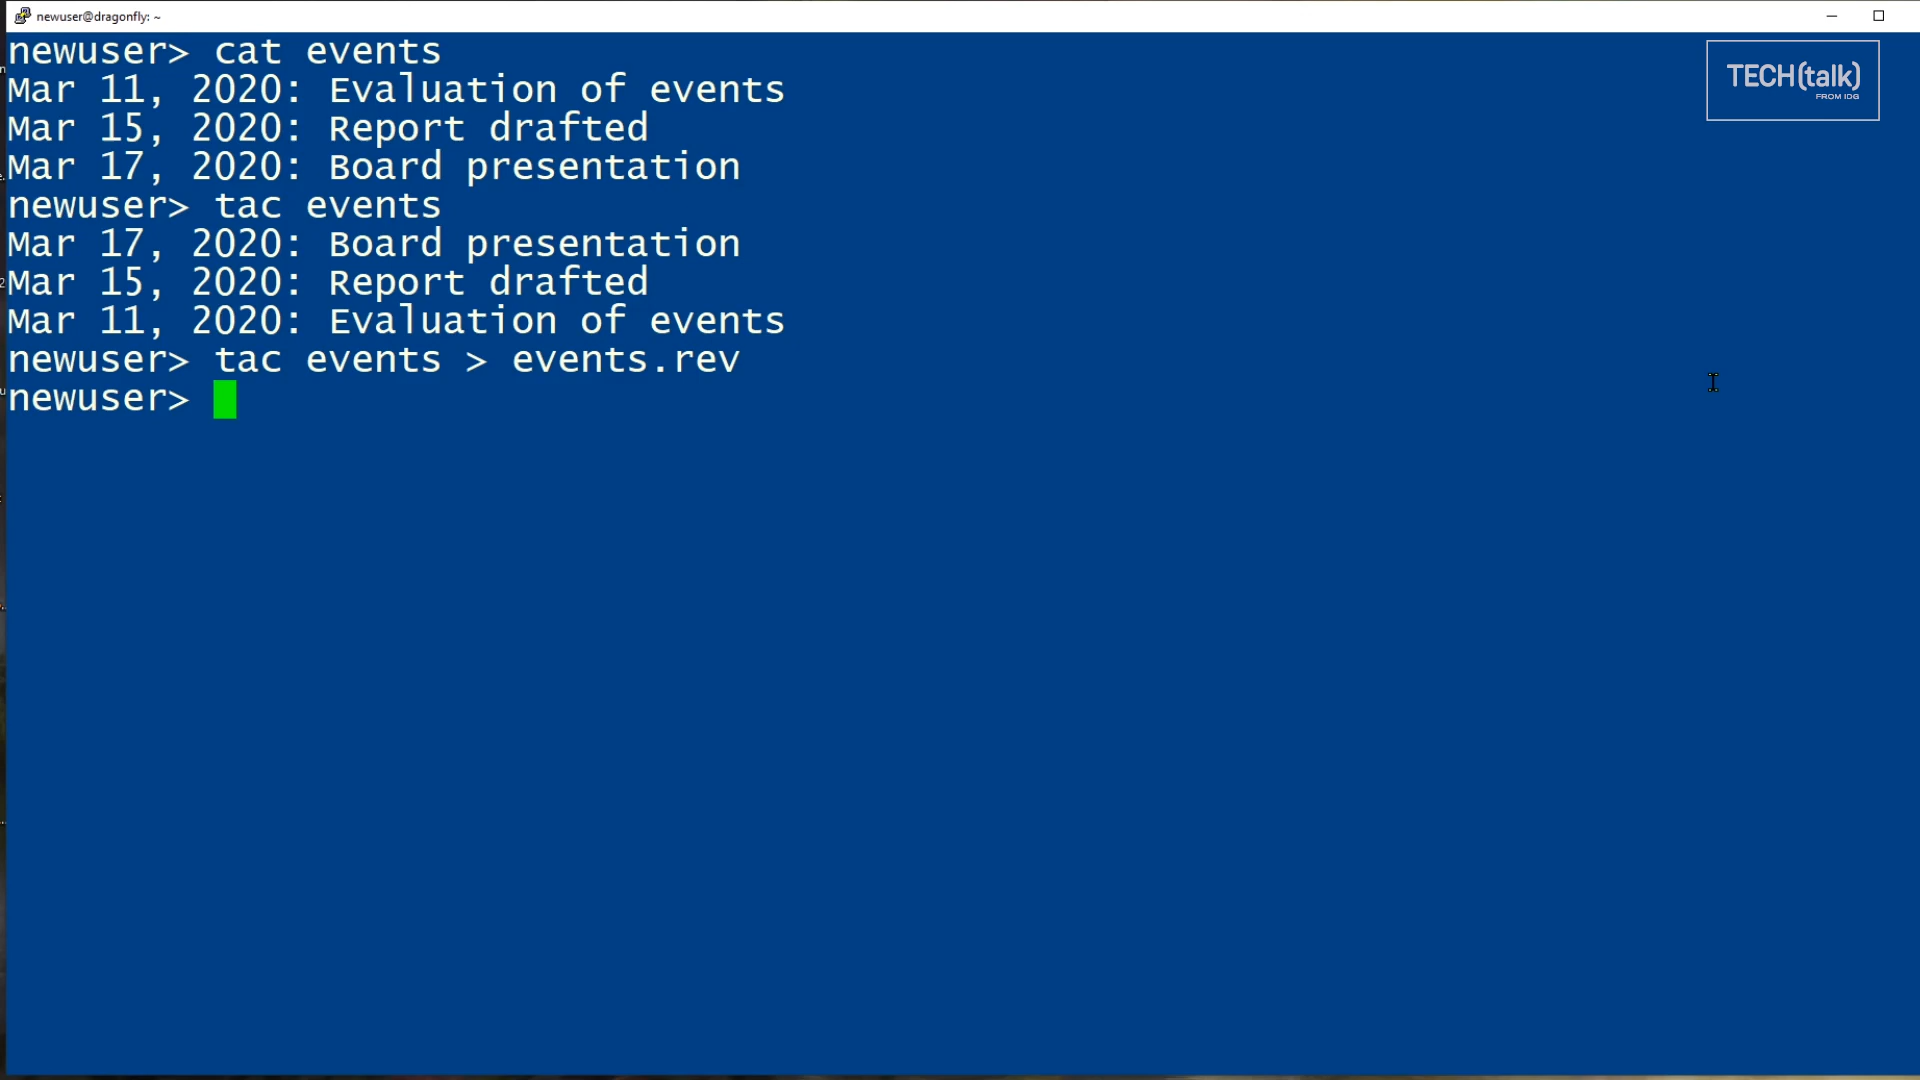 newuser@dragonfly: ~
newuser> cat events
Mar 11, 2020: Evaluation of events
Mar 15, 2020: Report drafted
Mar 17, 2020: Board presentation
newuser> tac events
Mar 17, 2020: Board presentation
Mar 15, 2020: Report drafted
Mar 11, 2020: Evaluation of events
newuser> tac events > events.rev
newuser>
TECH(talk)
FROM IDG